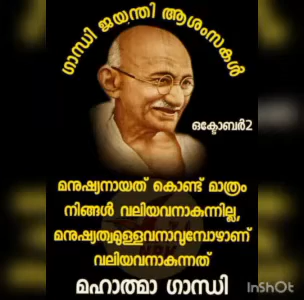 ഗാന്ധി ജയന്തി ആശംസകൾ
ഒക്ടോബർ2
മനുഷ്യനായത് കൊണ്ട് മാത്രം
നിങ്ങൾ വലിയവനാകുന്നില്ല,
മനുഷ്യത്വമുള്ളവനാവുമ്പോഴാണ്
വലിയവനാകുന്നത്
മഹാത്മാ ഗാന്ധി
InShOt